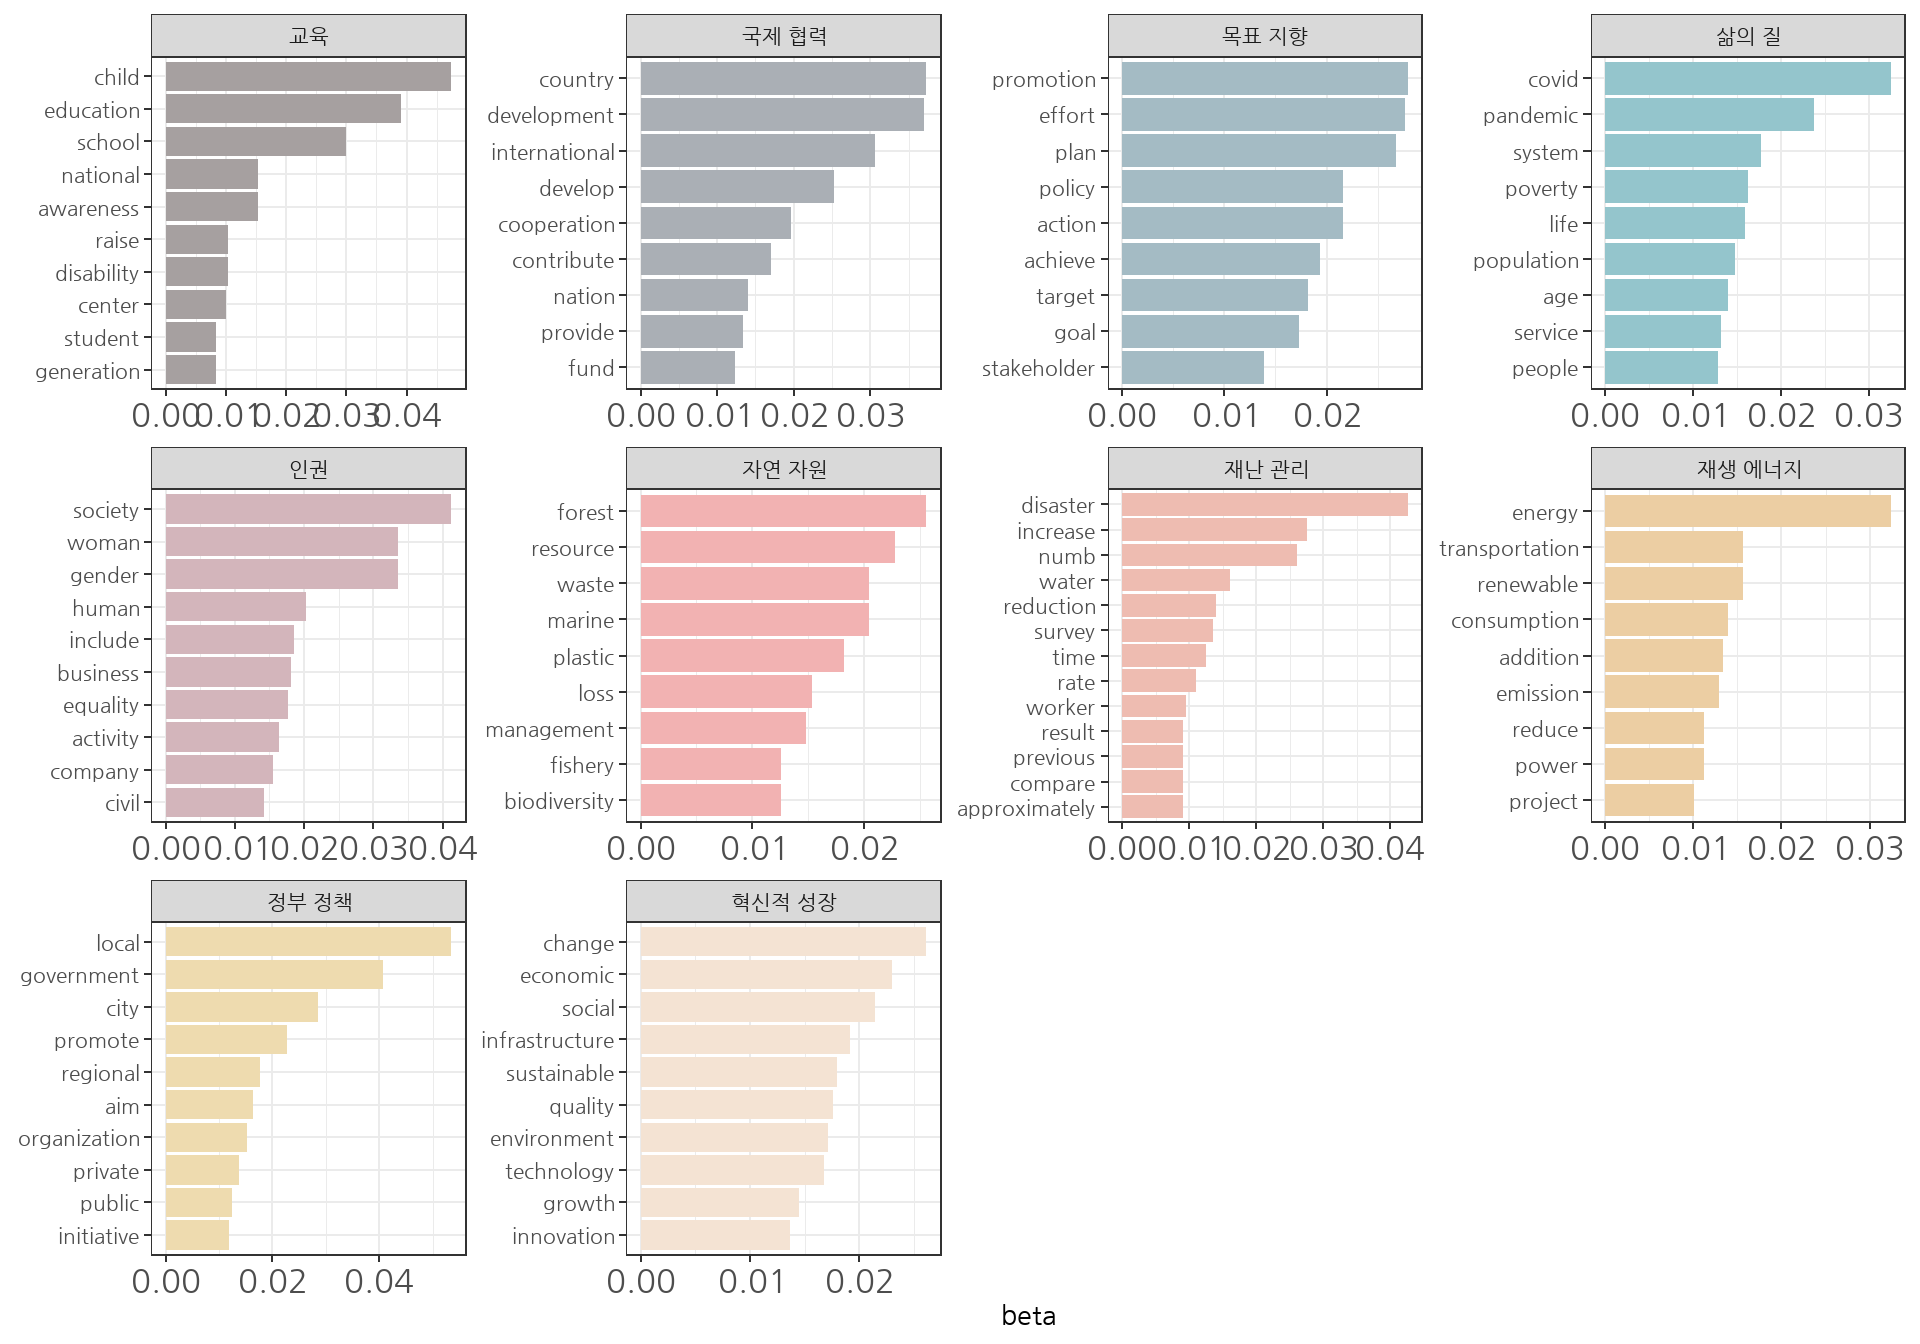 교육
child
education
school
national
awareness
raise
disability
center
student
generation
0.00 0.01 0.02 0.03 0.04
국제 협력
country
development
international
develop
cooperation
contribute
nation
provide
fund
0.00 0.01 0.02 0.03
목표 지향
promotion
effort
plan
policy
action
achieve
target
goal
stakeholder
0.00 0.01 0.02
삶의 질
covid
pandemic
system
poverty
life
population
age
service
people
0.00 0.01 0.02 0.03
인권
society
woman
gender
human
include
business
equality
activity
company
civil
0.00 0.01 0.02 0.03 0.04
자연 자원
forest
resource
waste
marine
plastic
loss
management
fishery
biodiversity
0.00 0.01 0.02
재난 관리
disaster
increase
numb
water
reduction
survey
time
rate
worker
result
previous
compare
approximately
0.00 0.01 0.02 0.03 0.04
재생 에너지
energy
transportation
renewable
consumption
addition
emission
reduce
power
project
0.00 0.01 0.02 0.03
정부 정책
local
government
city
promote
regional
aim
organization
private
public
initiative
0.00 0.02 0.04
혁신적 성장
change
economic
social
infrastructure
sustainable
quality
environment
technology
growth
innovation
0.00 0.01 0.02
beta